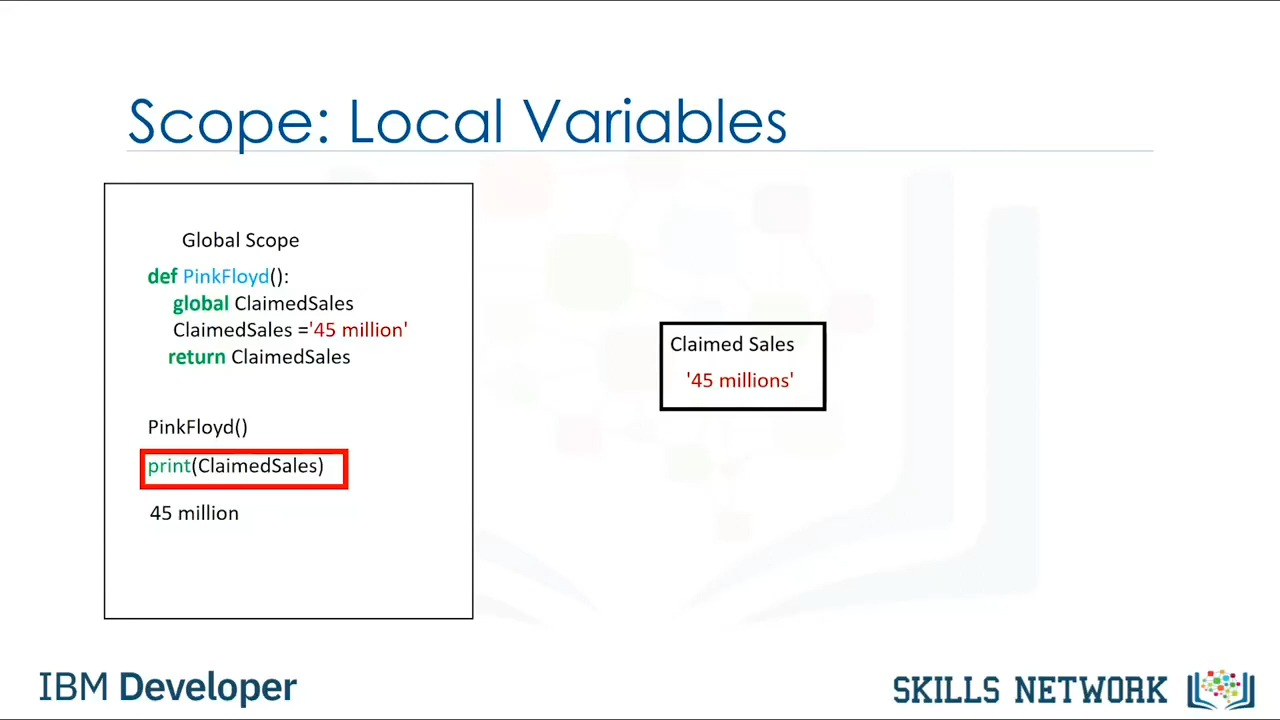 Scope: Local Variables
Global Scope
def PinkFloyd():
global ClaimedSales
ClaimedSales ='45 million'
return ClaimedSales
PinkFloyd()
print(ClaimedSales)
45 million
Claimed Sales
'45 millions'
IBM Developer
SKILLS NETWORK